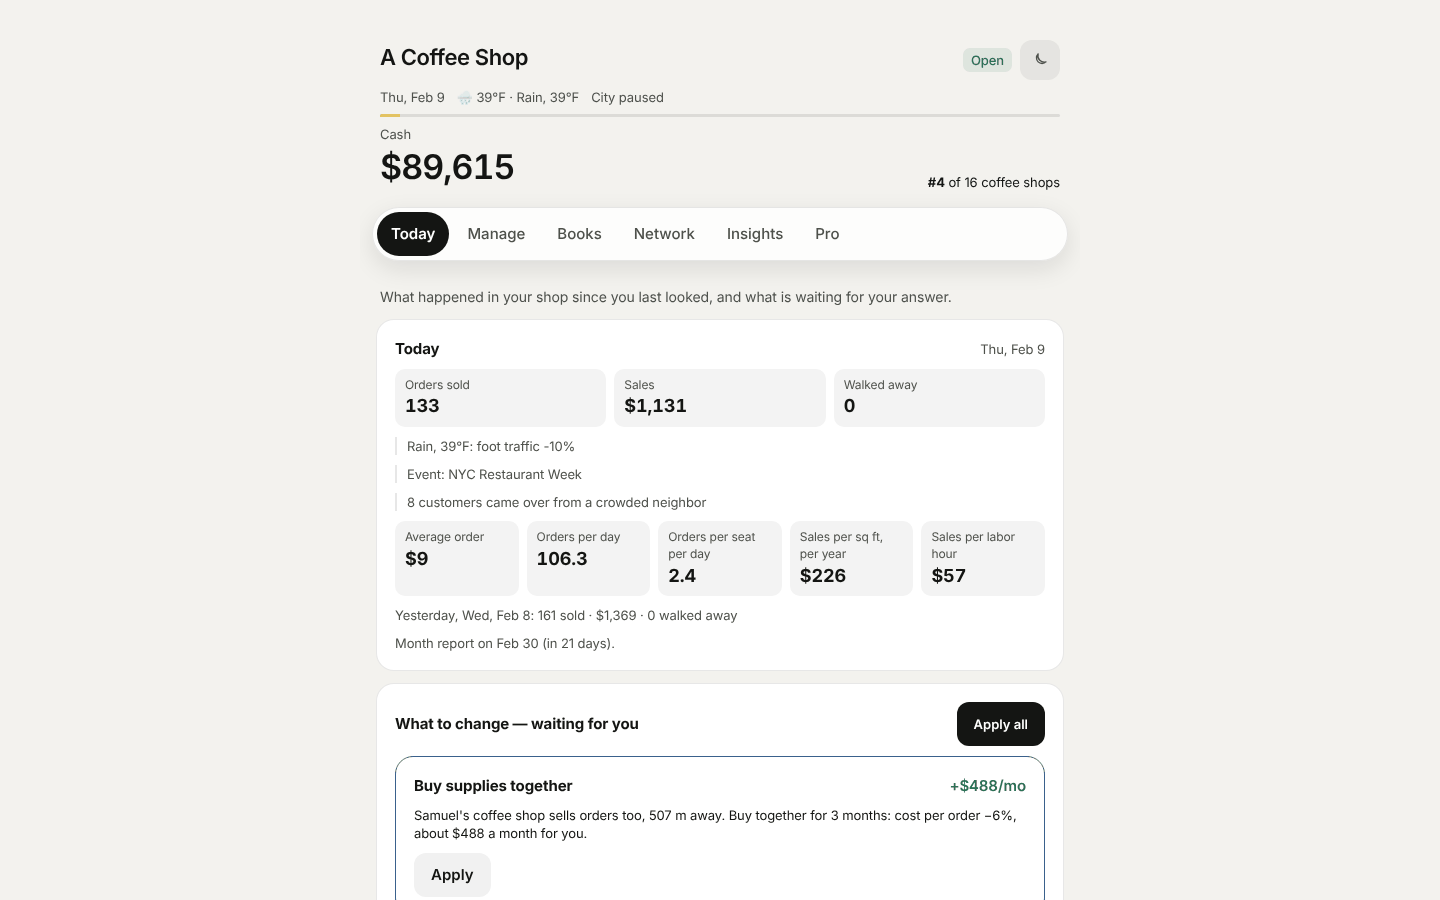 A Coffee Shop
Open
Thu, Feb 9 39°F · Rain, 39°F City paused
Cash
$89,615
#4 of 16 coffee shops
Today Manage Books Network Insights Pro
What happened in your shop since you last looked, and what is waiting for your answer.
Today
Thu, Feb 9
Orders sold
133
Sales
$1,131
Walked away
0
Rain, 39°F: foot traffic -10%
Event: NYC Restaurant Week
8 customers came over from a crowded neighbor
Average order
$9
Orders per day
106.3
Orders per seat
per day
2.4
Sales per sq ft,
per year
$226
Sales per labor
hour
$57
Yesterday, Wed, Feb 8: 161 sold · $1,369 · 0 walked away
Month report on Feb 30 (in 21 days).
What to change — waiting for you
Apply all
Buy supplies together
+$488/mo
Samuel's coffee shop sells orders too, 507 m away. Buy together for 3 months: cost per order −6%,
about $488 a month for you.
Apply